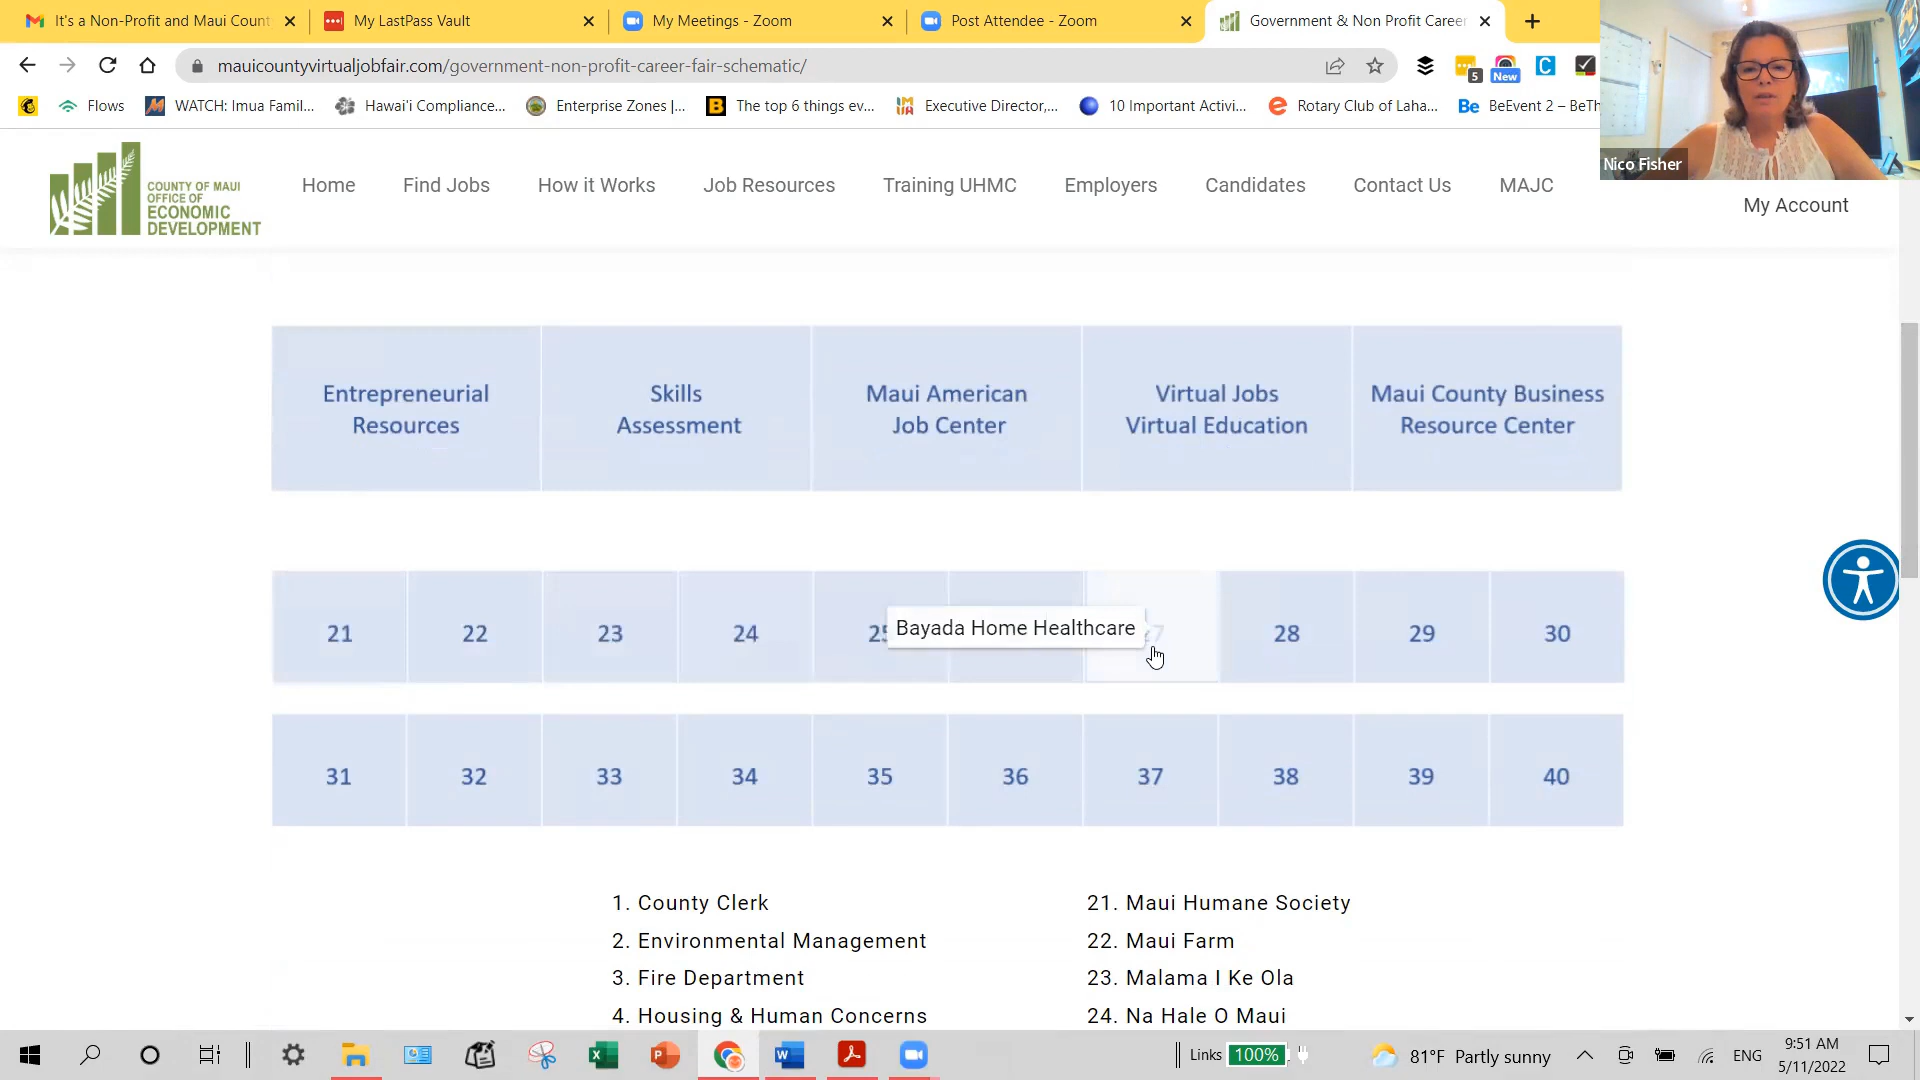 It's a Non-Profit and Maui Count
My LastPass Vault
My Meetings - Zoom
Post Attendee - Zoom
Government & Non Profit Career
mauicountyvirtualjobfair.com/government-non-profit-career-fair-schematic/
5
New
Flows
WATCH: Imua Famil...
Hawai'i Compliance...
Enterprise Zones |...
The top 6 things ev...
Executive Director,...
10 Important Activi...
Rotary Club of Laha...
BeEvent 2 – BeTh
Nico Fisher
COUNTY OF MAUI
OFFICE OF
ECONOMIC
DEVELOPMENT
Home
Find Jobs
How it Works
Job Resources
Training UHMC
Employers
Candidates
Contact Us
MAJC
My Account
Entrepreneurial
Resources
Skills
Assessment
Maui American
Job Center
Virtual Jobs
Virtual Education
Maui County Business
Resource Center
21 22 23 24 25
Bayada Home Healthcare
28 29 30
31 32 33 34 35 36 37 38 39 40
1. County Clerk
2. Environmental Management
3. Fire Department
4. Housing & Human Concerns
21. Maui Humane Society
22. Maui Farm
23. Malama I Ke Ola
24. Na Hale O Maui
Links 100%
81°F Partly sunny
ENG
9:51 AM
5/11/2022